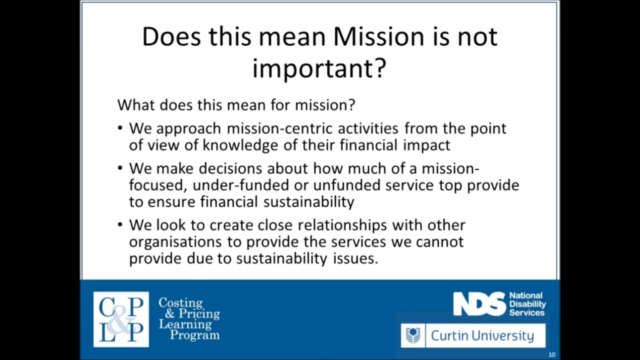 Does this mean Mission is not
important?
What does this mean for mission?
• We approach mission-centric activities from the point
of view of knowledge of their financial impact
• We make decisions about how much of a mission-
focused, under-funded or unfunded service top provide
to ensure financial sustainability
• We look to create close relationships with other
organisations to provide the services we cannot
provide due to sustainability issues.
C&P
L P
Costing
& Pricing
Learning
Program
NDS
National
Disability
Services
Curtin University
10